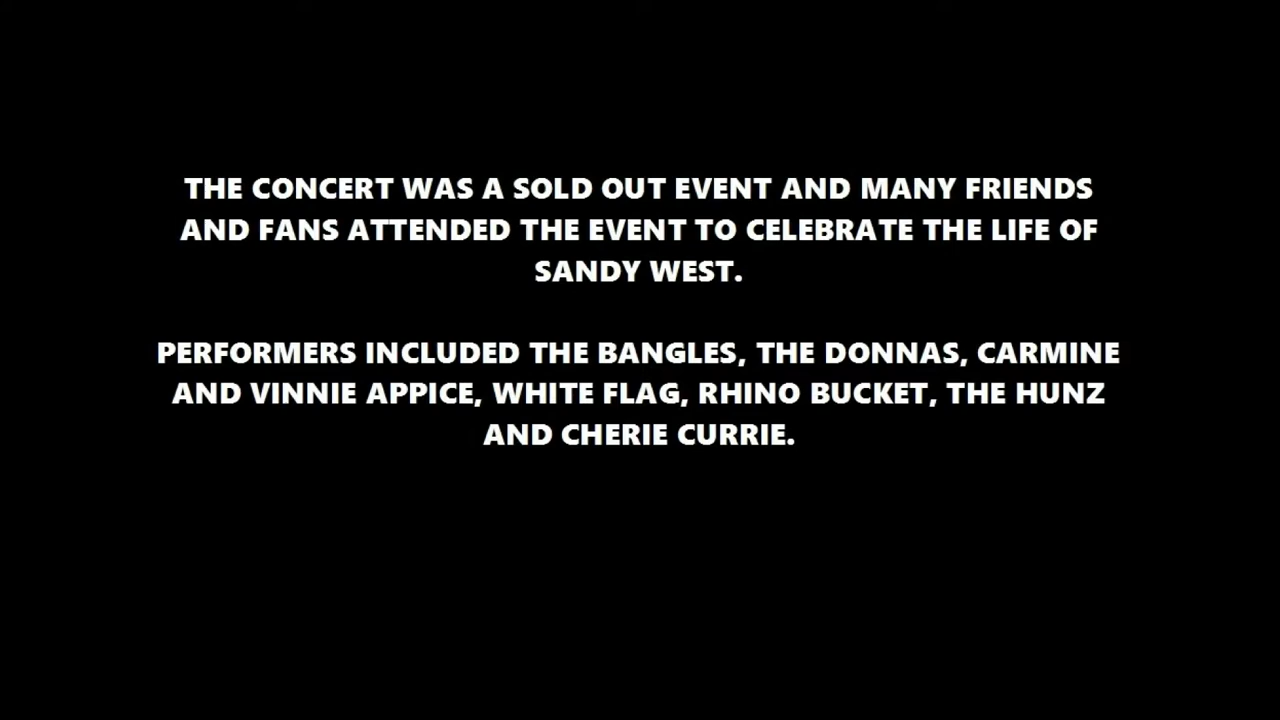 THE CONCERT WAS A SOLD OUT EVENT AND MANY FRIENDS
AND FANS ATTENDED THE EVENT TO CELEBRATE THE LIFE OF
SANDY WEST.
PERFORMERS INCLUDED THE BANGLES, THE DONNAS, CARMINE
AND VINNIE APPICE, WHITE FLAG, RHINO BUCKET, THE HUNZ
AND CHERIE CURRIE.